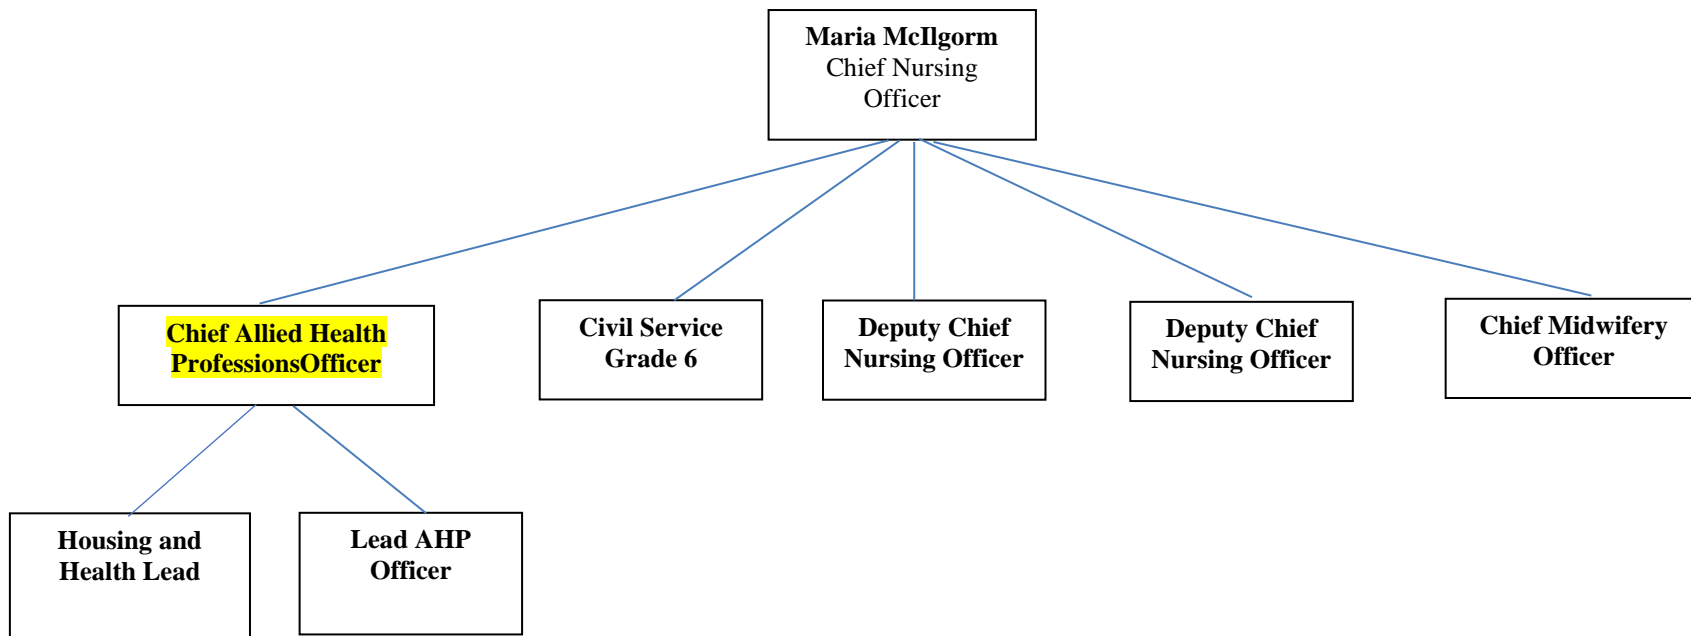 Maria McIlgorm
Chief Nursing
Officer
Chief Allied Health
ProfessionsOfficer
Civil Service
Grade 6
Deputy Chief
Nursing Officer
Deputy Chief
Nursing Officer
Chief Midwifery
Officer
Housing and
Health Lead
Lead AHP
Officer